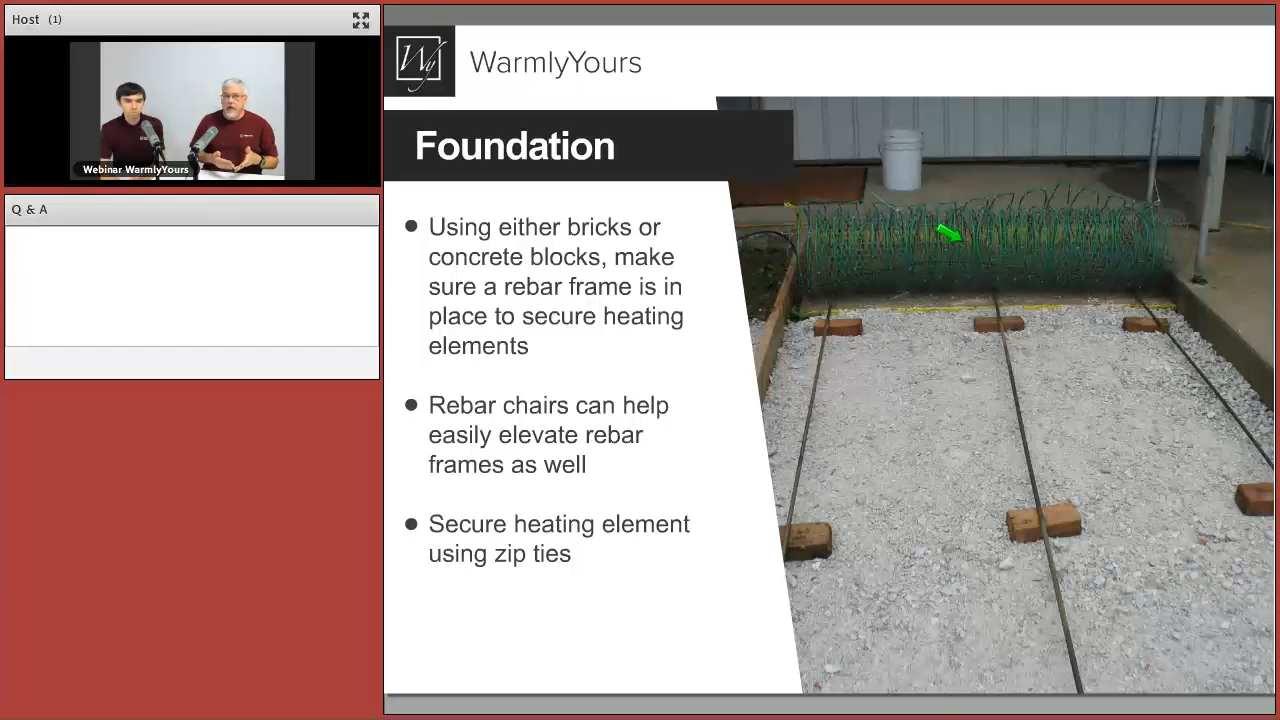 Host (1)
Webinar WarmlyYours
Q & A
Wy
WarmlyYours
Foundation
Using either bricks or
concrete blocks, make
sure a rebar frame is in
place to secure heating
elements
Rebar chairs can help
easily elevate rebar
frames as well
Secure heating element
using zip ties